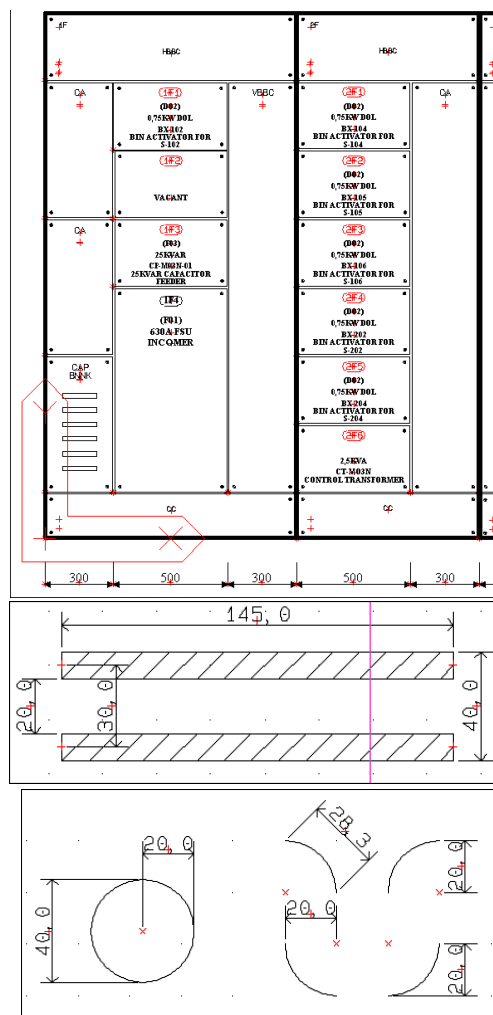 1F
HBBC
2F
HBBC
CA
1F1
(D02)
0,75KW DOL
BX-102
BIN ACTIVATOR FOR
S-102
VBBC
2F1
(D02)
0,75KW DOL
BX-104
BIN ACTIVATOR FOR
S-104
CA
1F2
VACANT
2F2
(D02)
0,75KW DOL
BX-105
BIN ACTIVATOR FOR
S-105
CA
1F3
(F03)
25KVAR
CP-M03N-01
25KVAR CAPACITOR
FEEDER
2F3
(D02)
0,75KW DOL
BX-106
BIN ACTIVATOR FOR
S-106
1F4
(F01)
630A FSU
INCOMER
2F4
(D02)
0,75KW DOL
BX-202
BIN ACTIVATOR FOR
S-202
CAP
BNNK
2F5
(D02)
0,75KW DOL
BX-204
BIN ACTIVATOR FOR
S-204
2F6
2,5KVA
CT-M03N
CONTROL TRANSFORMER
CC
CC
300
500
300
500
300
145,0
20,0
30,0
40,0
20,0
40,0
28,3
20,0
20,0
20,0